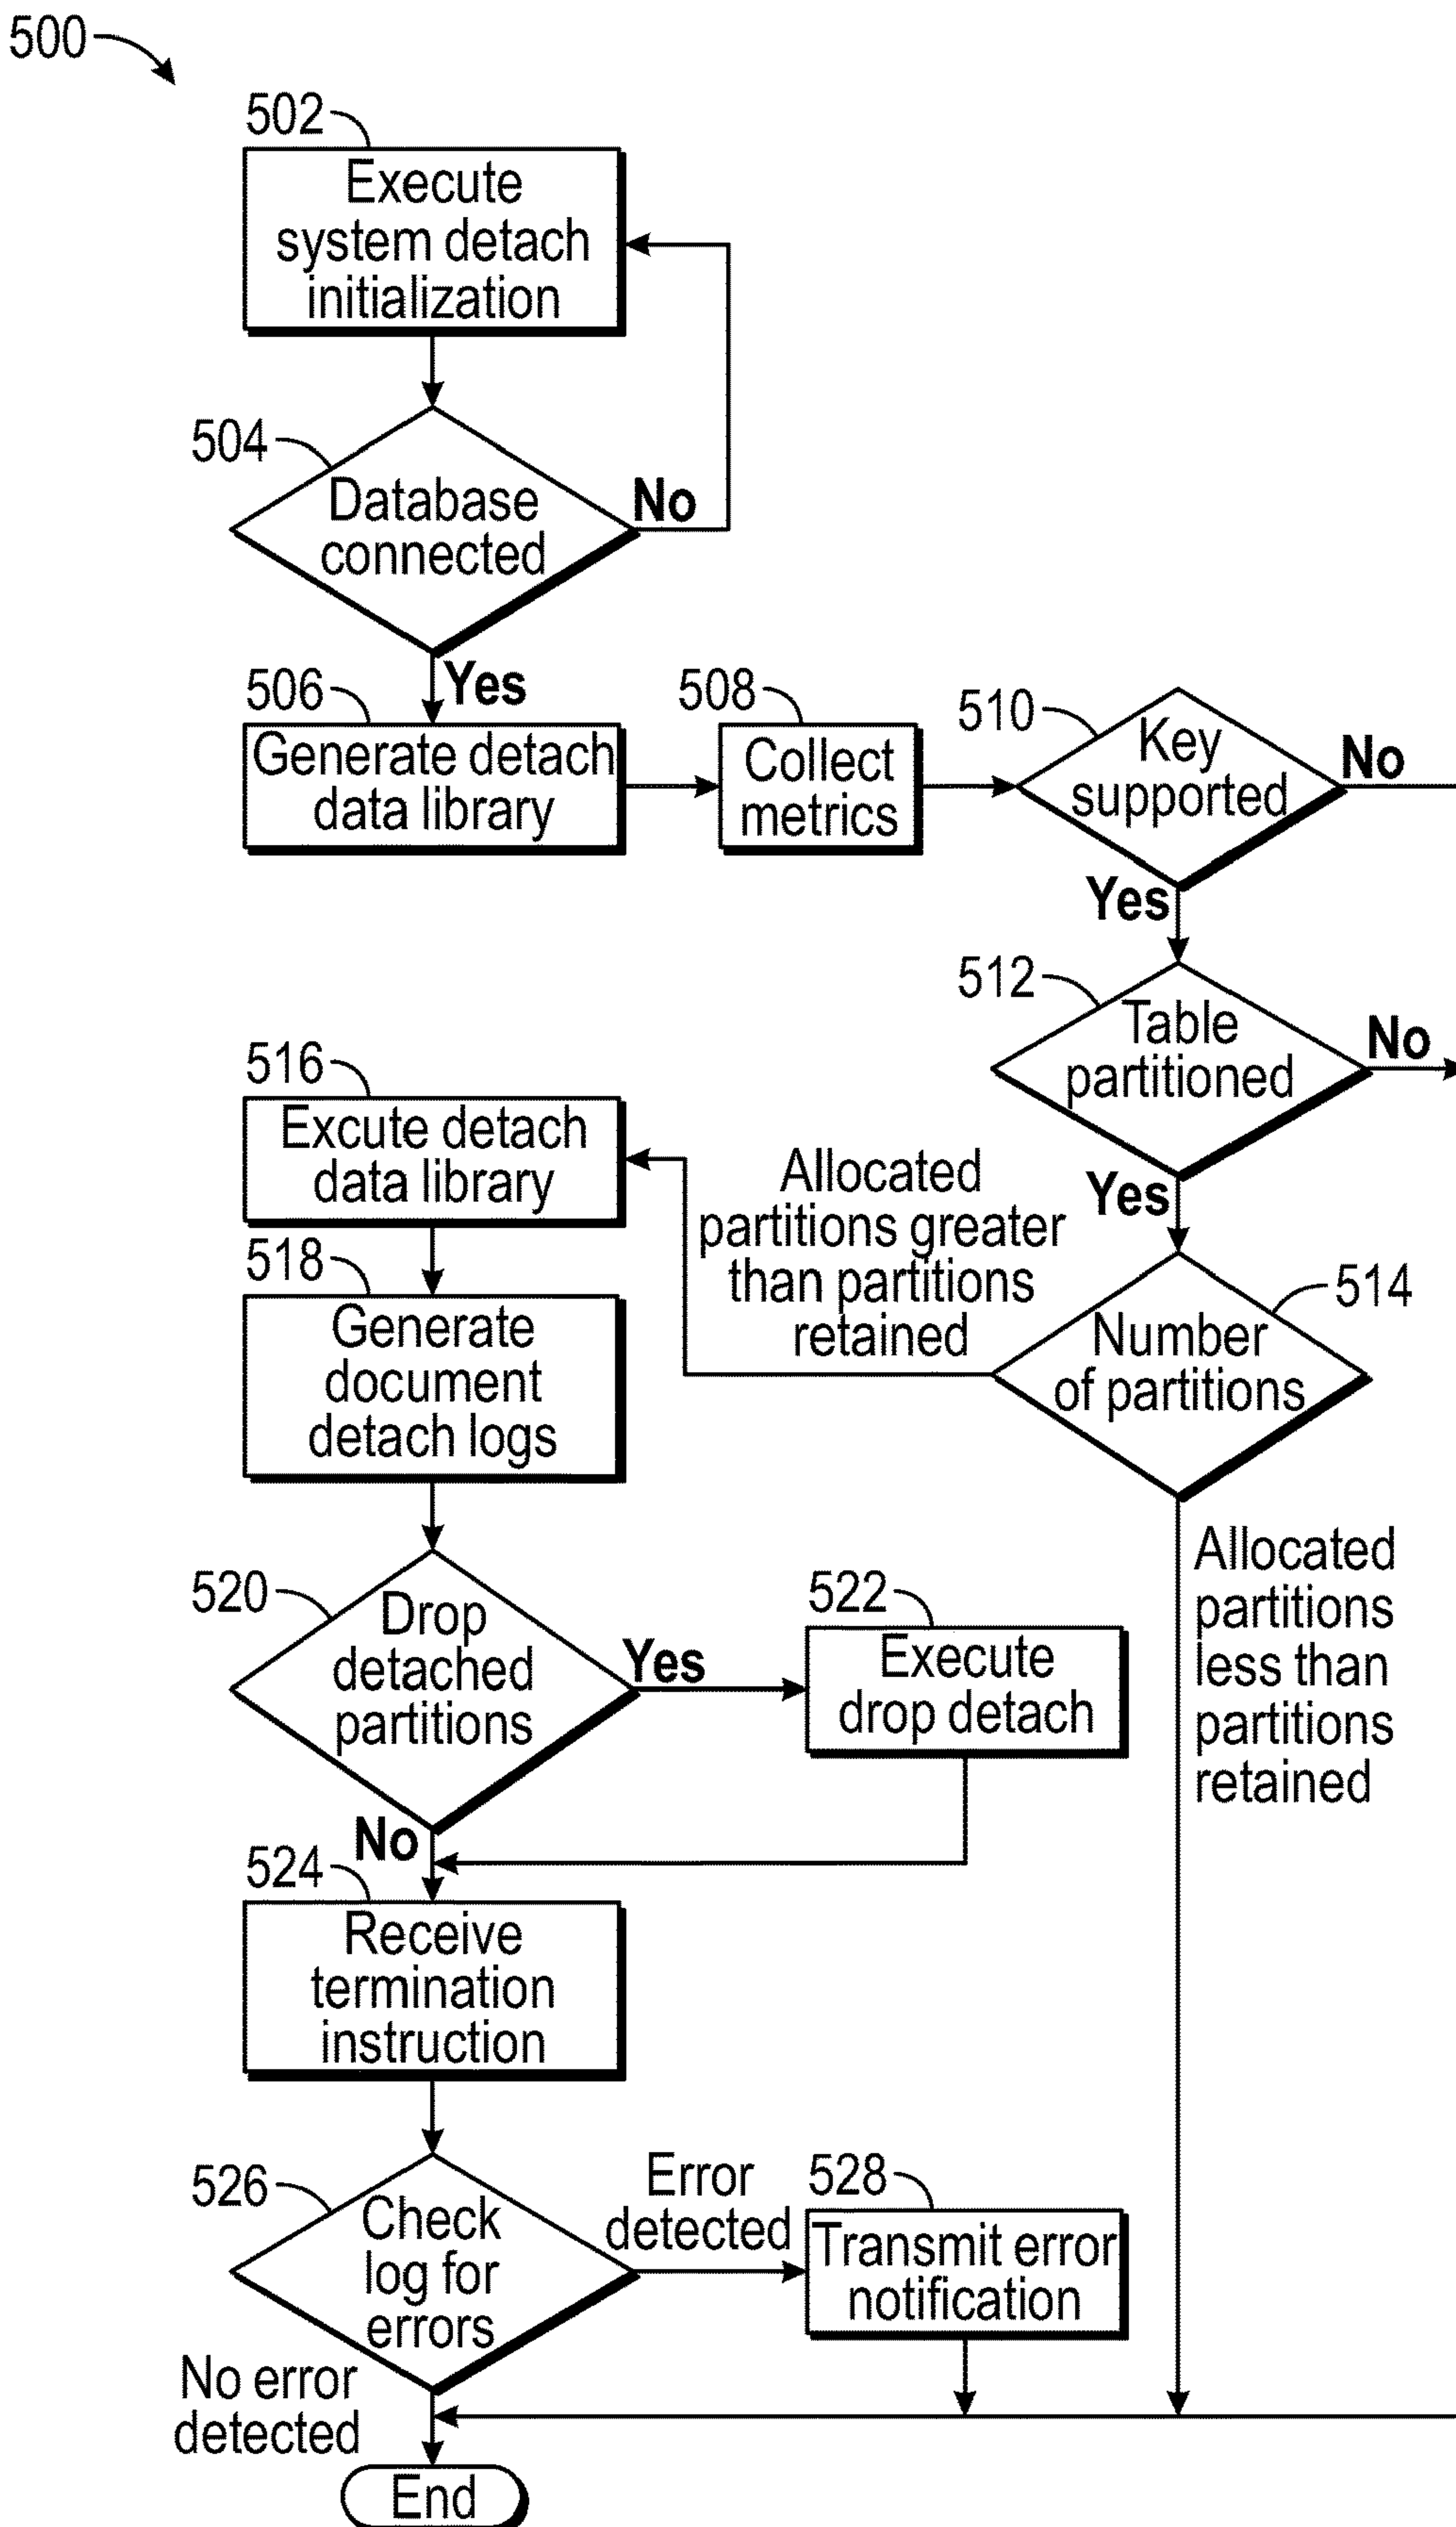 500
502
Execute
system detach
initialization
504
Database
connected
No
Yes
506
Generate detach
data library
508
Collect
metrics
510
Key
supported
No
Yes
512
Table
partitioned
No
Yes
514
Number
of partitions
Allocated
partitions greater
than partitions
retained
Allocated
partitions
less than
partitions
retained
516
Excute detach
data library
518
Generate
document
detach logs
520
Drop
detached
partitions
Yes
522
Execute
drop detach
No
524
Receive
termination
instruction
526
Check
log for
errors
Error
detected
528
Transmit error
notification
No error
detected
End